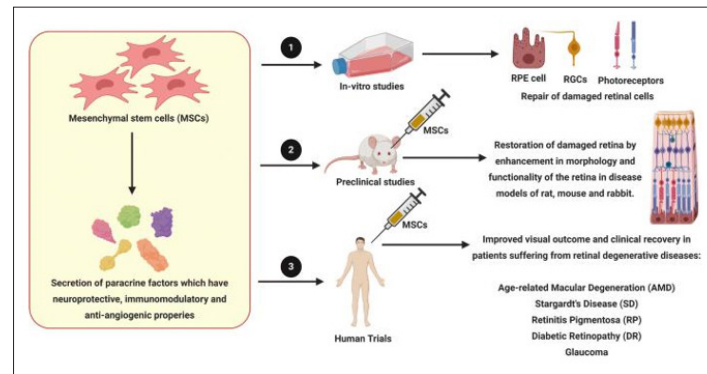 Mesenchymal stem cells (MSCs)
Secretion of paracrine factors which have
neuroprotective, immunomodulatory and
anti-angiogenic properies
1
In-vitro studies
RPE cell
RGCs
Photoreceptors
Repair of damaged retinal cells
2
MSCs
Preclinical studies
Restoration of damaged retina by
enhancement in morphology and
functionality of the retina in disease
models of rat, mouse and rabbit.
3
MSCs
Human Trials
Improved visual outcome and clinical recovery in
patients suffering from retinal degenerative diseases:
Age-related Macular Degeneration (AMD)
Stargardt's Disease (SD)
Retinitis Pigmentosa (RP)
Diabetic Retinopathy (DR)
Glaucoma